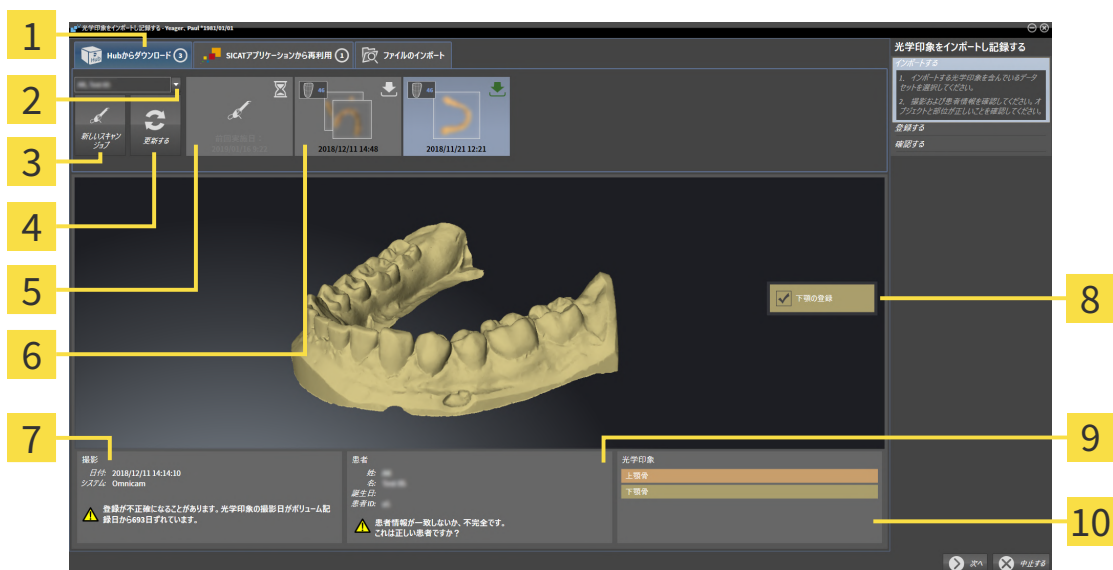 光学印象をインポートし記録する - Yeager, Paul *1981/01/01
1
Hubからダウンロード 3
SICATアプリケーションから再利用 1
ファイルのインポート
光学印象をインポートし記録する
インポートする
1. インポートする光学印象を含んでいるデータ
セットを選択してください。
2. 撮影および患者情報を確認してください。オ
ブジェクトと部位が正しいことを確認してください。
登録する
確認する
2
3
4
5
6
新しいスキャン
ジョブ
更新する
46
2018/12/11 14:48
46
2018/11/21 12:21
下顎の登録
8
7
撮影
日付: 2018/12/11 14:14:10
システム: Omnicam
登録が不正確になることがあります。光学印象の撮影日がボリューム記
録日から693日ずれています。
患者
姓:
名:
誕生日:
患者ID:
患者情報が一致しないか、不完全です。
これは正しい患者ですか？
9
光学印象
上顎骨
下顎骨
10
次へ
中止する